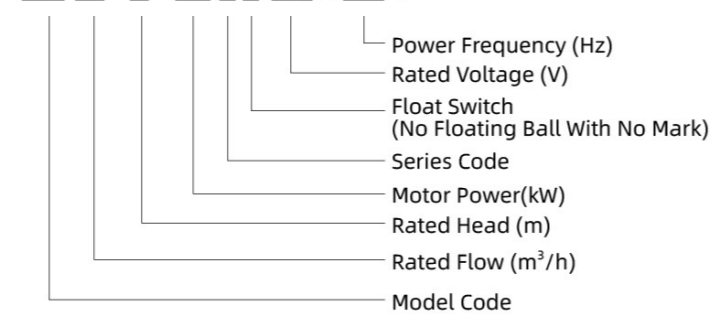 Power Frequency (Hz)
Rated Voltage (V)
Float Switch
(No Floating Ball With No Mark)
Series Code
Motor Power(kW)
Rated Head (m)
Rated Flow (m³/h)
Model Code